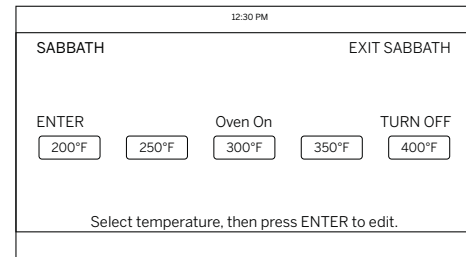 12:30 PM
SABBATH EXIT SABBATH
ENTER Oven On TURN OFF
200°F 250°F 300°F 350°F 400°F
Select temperature, then press ENTER to edit.